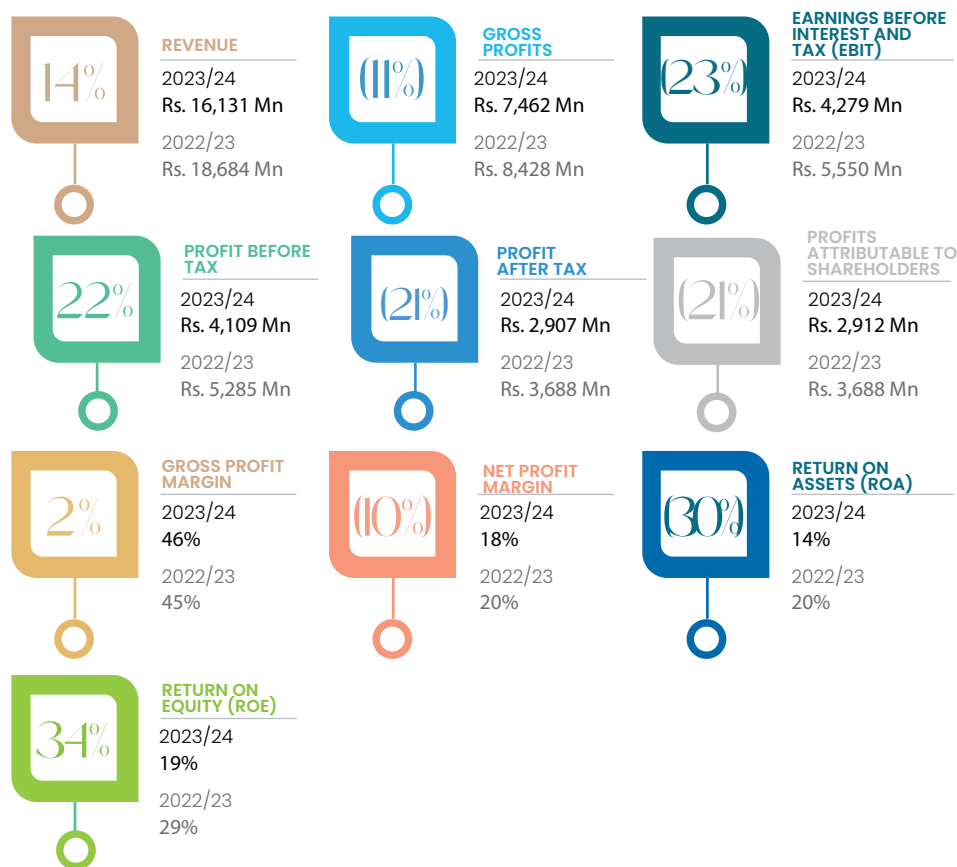 14%
REVENUE
2023/24
Rs. 16,131 Mn
2022/23
Rs. 18,684 Mn
(11%)
GROSS
PROFITS
2023/24
Rs. 7,462 Mn
2022/23
Rs. 8,428 Mn
(23%)
EARNINGS BEFORE
INTEREST AND
TAX (EBIT)
2023/24
Rs. 4,279 Mn
2022/23
Rs. 5,550 Mn
22%
PROFIT BEFORE
TAX
2023/24
Rs. 4,109 Mn
2022/23
Rs. 5,285 Mn
(21%)
PROFIT
AFTER TAX
2023/24
Rs. 2,907 Mn
2022/23
Rs. 3,688 Mn
(21%)
PROFITS
ATTRIBUTABLE TO
SHAREHOLDERS
2023/24
Rs. 2,912 Mn
2022/23
Rs. 3,688 Mn
2%
GROSS PROFIT
MARGIN
2023/24
46%
2022/23
45%
(10%)
NET PROFIT
MARGIN
2023/24
18%
2022/23
20%
(30%)
RETURN ON
ASSETS (ROA)
2023/24
14%
2022/23
20%
34%
RETURN ON
EQUITY (ROE)
2023/24
19%
2022/23
29%